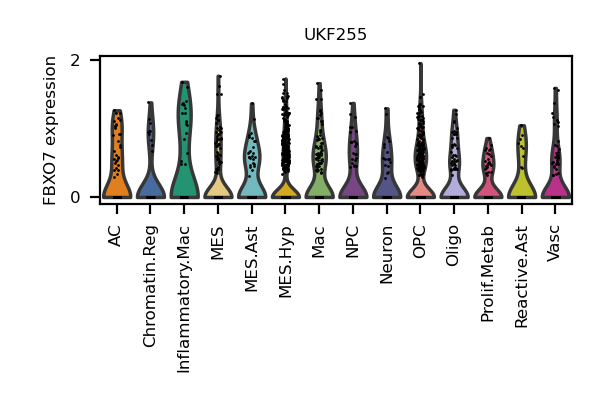 UKF255
FBXO7 expression
2
0
AC
Chromatin.Reg
Inflammatory.Mac
MES
MES.Ast
MES.Hyp
Mac
NPC
Neuron
OPC
Oligo
Prolif.Metab
Reactive.Ast
Vasc